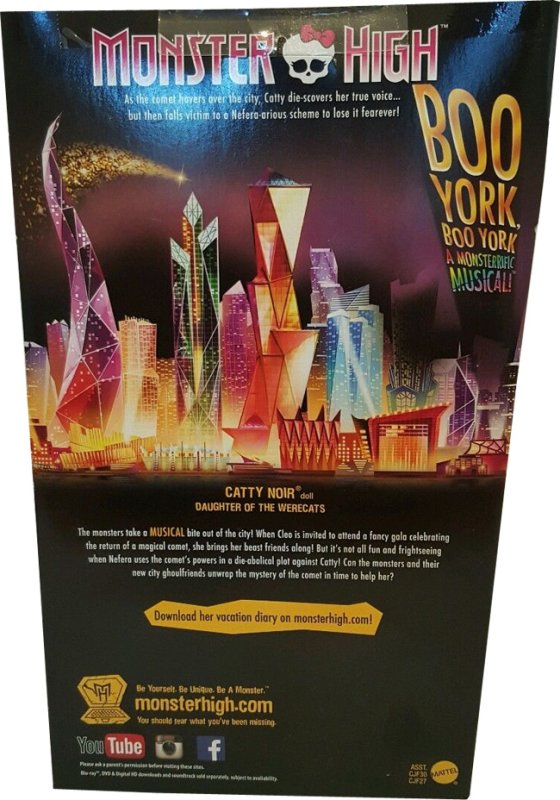 MONSTER HIGH™
As the comet hovers over the city, Catty die-scovers her true voice...
but then falls victim to a Nefera-arious scheme to lose it fearever!
BOO
YORK,
BOO YORK
A MONSTERRIFIC
MUSICAL!
CATTY NOIR® doll
DAUGHTER OF THE WERECATS
The monsters take a MUSICAL bite out of the city! When Cleo is invited to attend a fancy gala celebrating
the return of a magical comet, she brings her beast friends along! But it's not all fun and frightseeing
when Nefera uses the comet's powers in a die-abolical plot against Catty! Can the monsters and their
new city ghoulfriends unwrap the mystery of the comet in time to help her?
Download her vacation diary on monsterhigh.com!
Be Yourself. Be Unique. Be A Monster.™
monsterhigh.com
You should tear what you've been missing.
You Tube
f
Please ask a parent's permission before visiting these sites.
Blu-ray™, DVD & Digital HD downloads and soundtrack sold separately, subject to availability.
ASST.
CJF30
CJF27
MATTEL